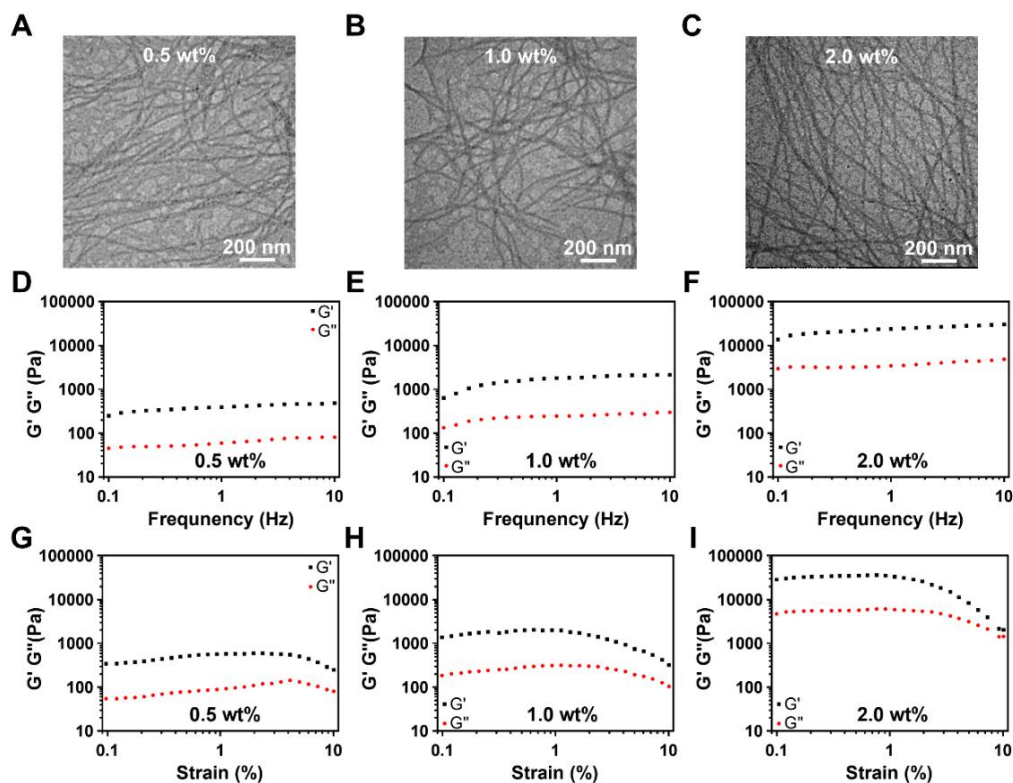 A
0.5 wt%
200 nm
B
1.0 wt%
200 nm
C
2.0 wt%
200 nm
D
100000
10000
1000
100
10
G' G" (Pa)
G'
G"
0.5 wt%
0.1 1 10
Frequnency (Hz)
E
100000
10000
1000
100
10
G' G" (Pa)
G'
G"
1.0 wt%
0.1 1 10
Frequnency (Hz)
F
100000
10000
1000
100
10
G' G" (Pa)
G'
G"
2.0 wt%
0.1 1 10
Frequnency (Hz)
G
100000
10000
1000
100
10
G' G"(Pa)
G'
G"
0.5 wt%
0.1 1 10
Strain (%)
H
100000
10000
1000
100
10
G' G"(Pa)
G'
G"
1.0 wt%
0.1 1 10
Strain (%)
I
100000
10000
1000
100
10
G' G"(Pa)
G'
G"
2.0 wt%
0.1 1 10
Strain (%)